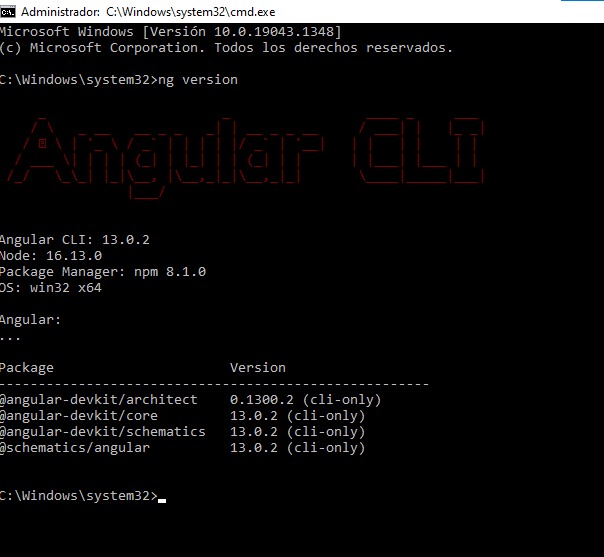 Administrador: C:\Windows\system32\cmd.exe
Microsoft Windows [Versión 10.0.19043.1348]
(c) Microsoft Corporation. Todos los derechos reservados.
C:\Windows\system32>ng version
Angular CLI
Angular CLI: 13.0.2
Node: 16.13.0
Package Manager: npm 8.1.0
OS: win32 x64
Angular:
...
Package Version
------------------------------------------------------
@angular-devkit/architect 0.1300.2 (cli-only)
@angular-devkit/core 13.0.2 (cli-only)
@angular-devkit/schematics 13.0.2 (cli-only)
@schematics/angular 13.0.2 (cli-only)
C:\Windows\system32>